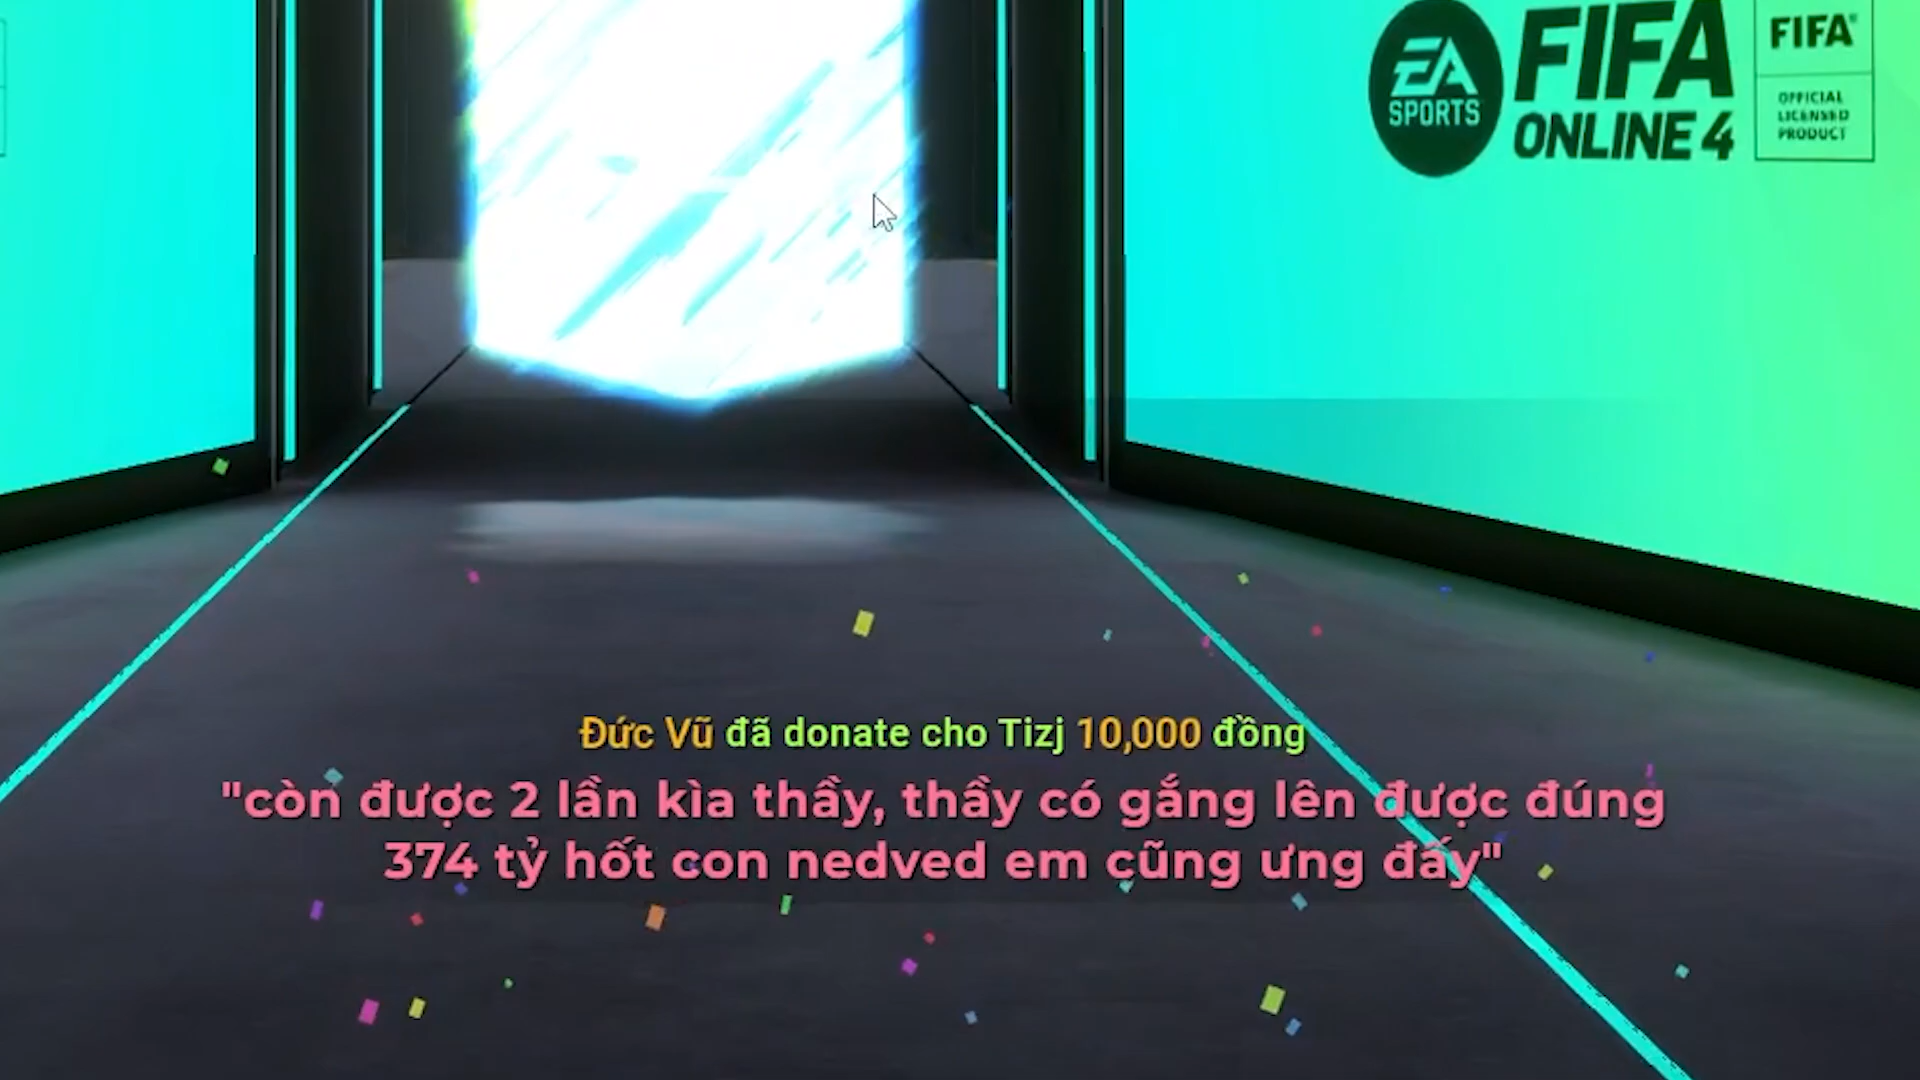 EA
SPORTS
FIFA
ONLINE 4
FIFA®
OFFICIAL
LICENSED
PRODUCT
Đức Vũ đã donate cho Tizj 10,000 đồng
"còn được 2 lần kìa thầy, thầy có gắng lên được đúng
374 tỷ hốt con nedved em cũng ưng đấy"